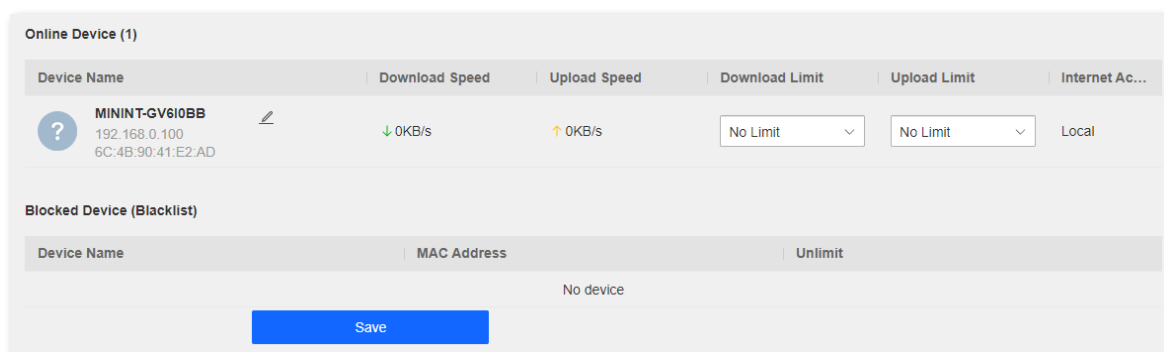 Online Device (1)
Device Name Download Speed Upload Speed Download Limit Upload Limit Internet Ac...
MININT-GV6I0BB
192.168.0.100
6C:4B:90:41:E2:AD
? ↓ 0KB/s ↑ 0KB/s No Limit No Limit Local
Blocked Device (Blacklist)
Device Name MAC Address Unlimit
No device
Save